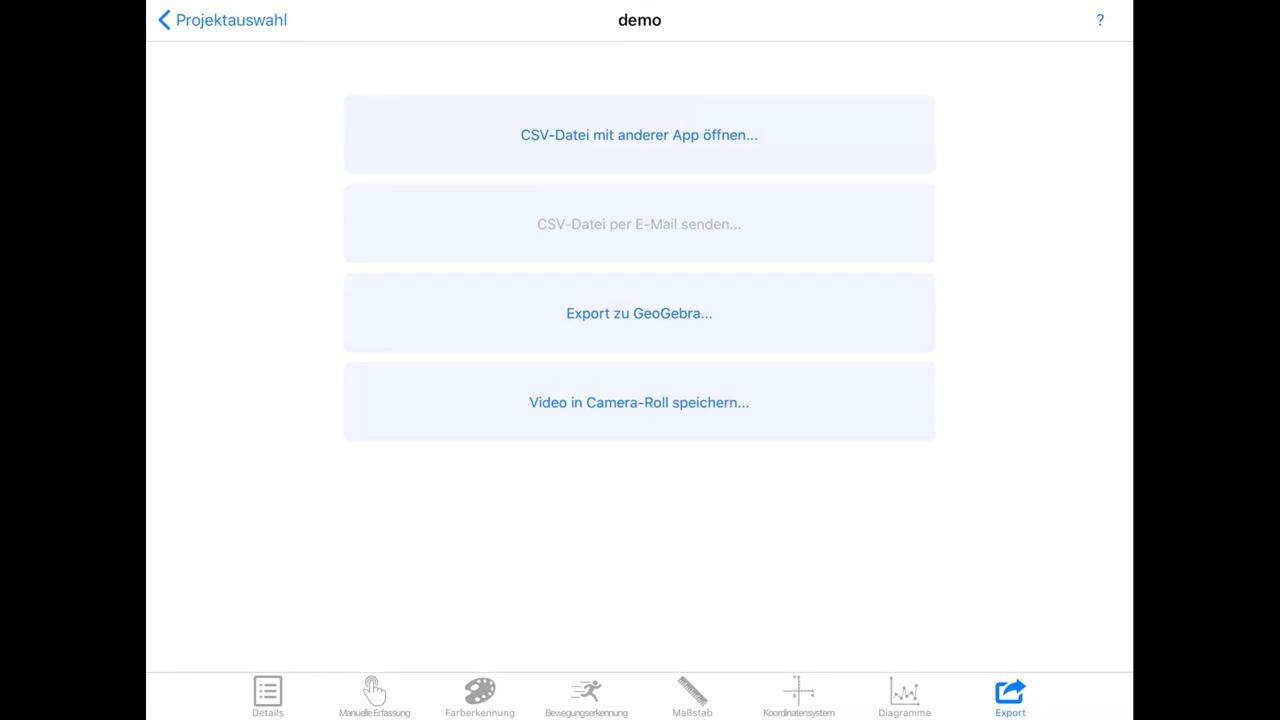 Projektauswahl
demo
?
CSV-Datei mit anderer App öffnen...
CSV-Datei per E-Mail senden...
Export zu GeoGebra...
Video in Camera-Roll speichern...
Details
Manuelle Erfassung
Farberkennung
Bewegungserkennung
Maßstab
Koordinatensystem
Diagramme
Export